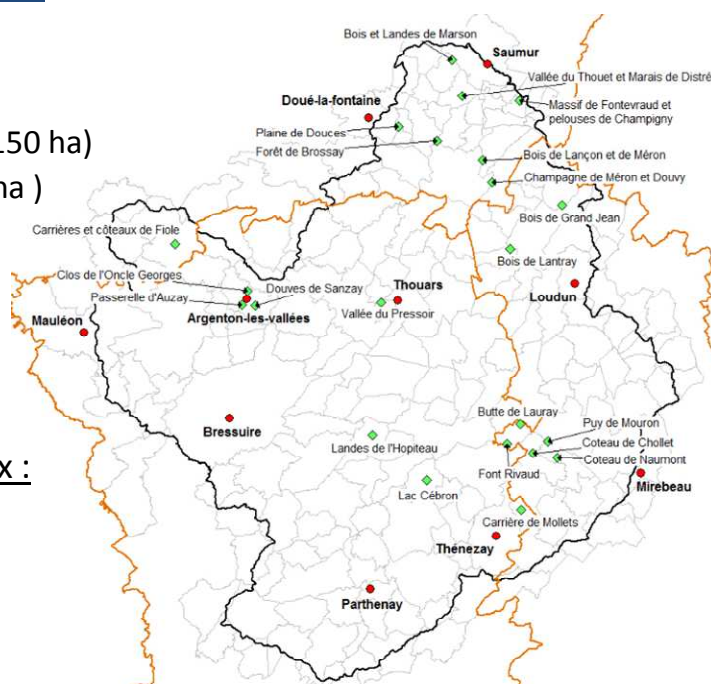 150 ha)
ha )
x :
Bois et Landes de Marson
Saumur
Vallée du Thouet et Marais de Distré
Doué-la-fontaine
Massif de Fontevraud et
pelouses de Champigny
Plaine de Douces
Forêt de Brossay
Bois de Lançon et de Méron
Champagne de Méron et Douvy
Bois de Grand Jean
Carrières et côteaux de Fiole
Bois de Lantray
Clos de l'Oncle Georges
Douves de Sanzay
Thouars
Loudun
Passerelle d'Auzay
Vallée du Pressoir
Argenton-les-vallées
Mauléon
Butte de Lauray
Puy de Mouron
Bressuire
Landes de l'Hopiteau
Coteau de Chollet
Coteau de Naumont
Font Rivaud
Lac Cébron
Mirebeau
Carrière de Mollets
Thénezay
Parthenay